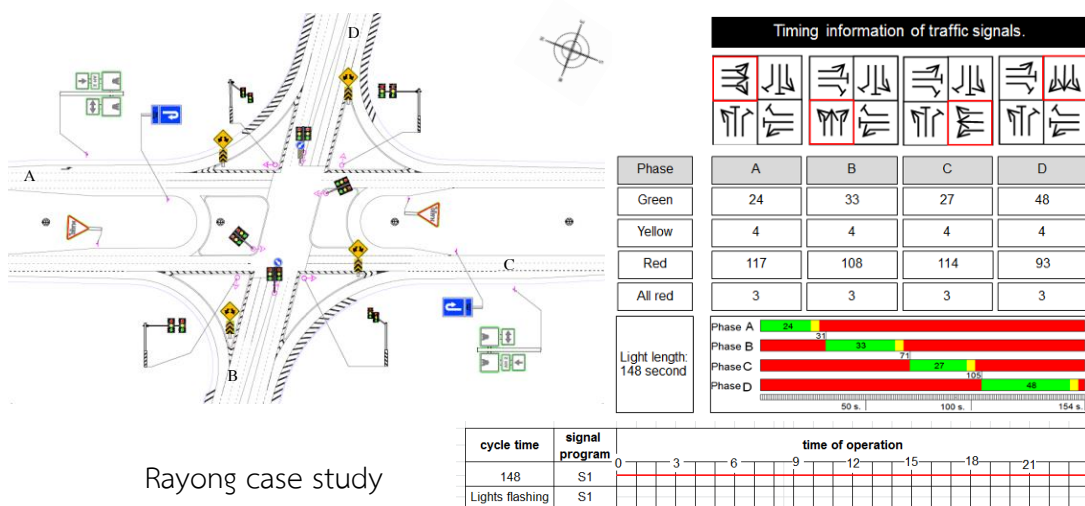 D
A
C
B
Rayong case study
Timing information of traffic signals.
Phase A B C D
Green 24 33 27 48
Yellow 4 4 4 4
Red 117 108 114 93
All red 3 3 3 3
Light length:
148 second
Phase A 24
31
Phase B 33
71
Phase C 27
105
Phase D 48
50 s. 100 s. 154 s.
cycle time signal program time of operation
0 3 6 9 12 15 18 21
148 S1
Lights flashing S1